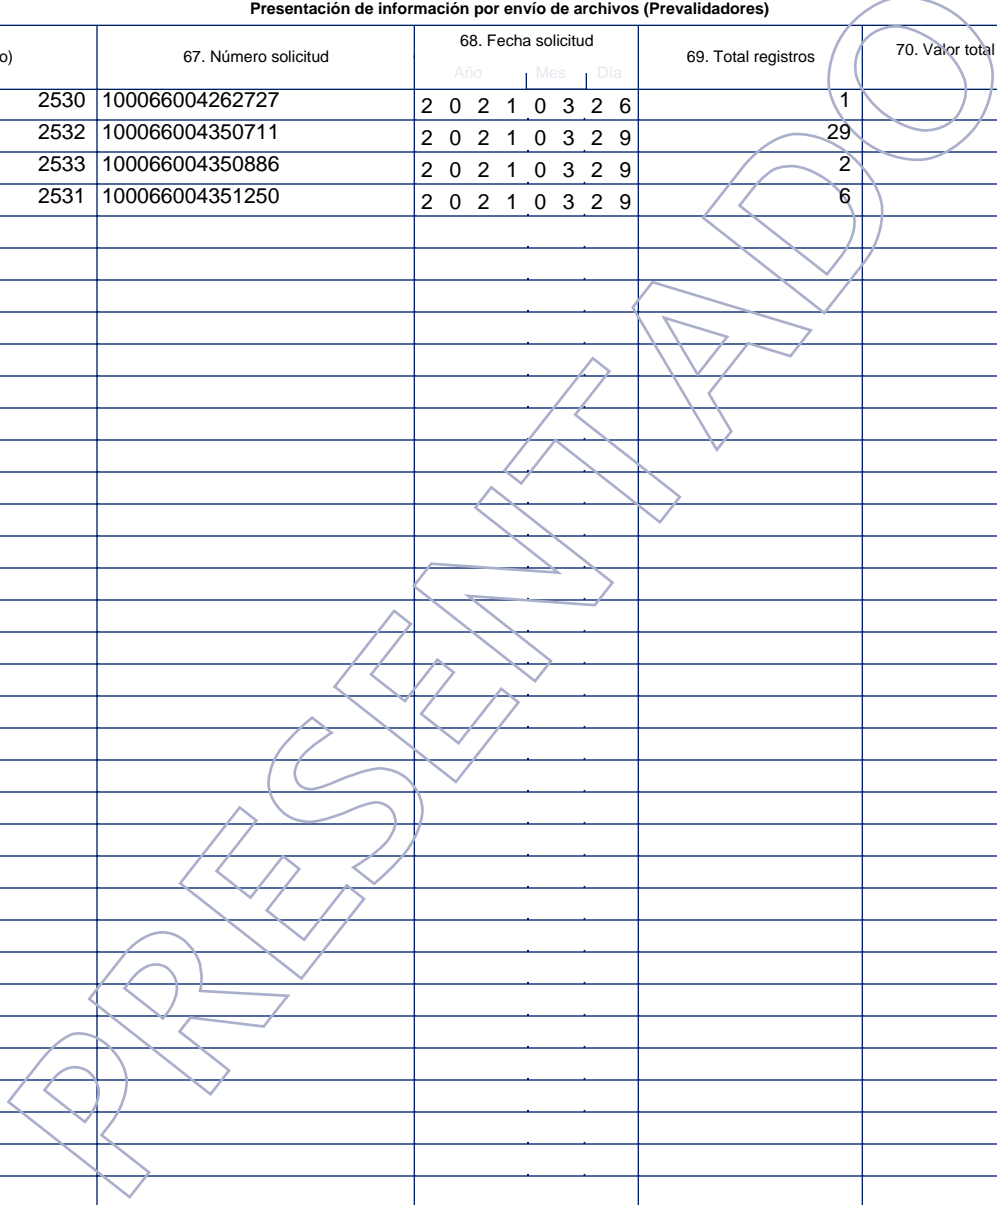 Presentación de información por envío de archivos (Prevalidadores)
o) 67. Número solicitud 68. Fecha solicitud 69. Total registros 70. Valor total
Año Mes Día
2530 100066004262727 2 0 2 1 0 3 2 6 1
2532 100066004350711 2 0 2 1 0 3 2 9 29
2533 100066004350886 2 0 2 1 0 3 2 9 2
2531 100066004351250 2 0 2 1 0 3 2 9 6
PRESENTADO